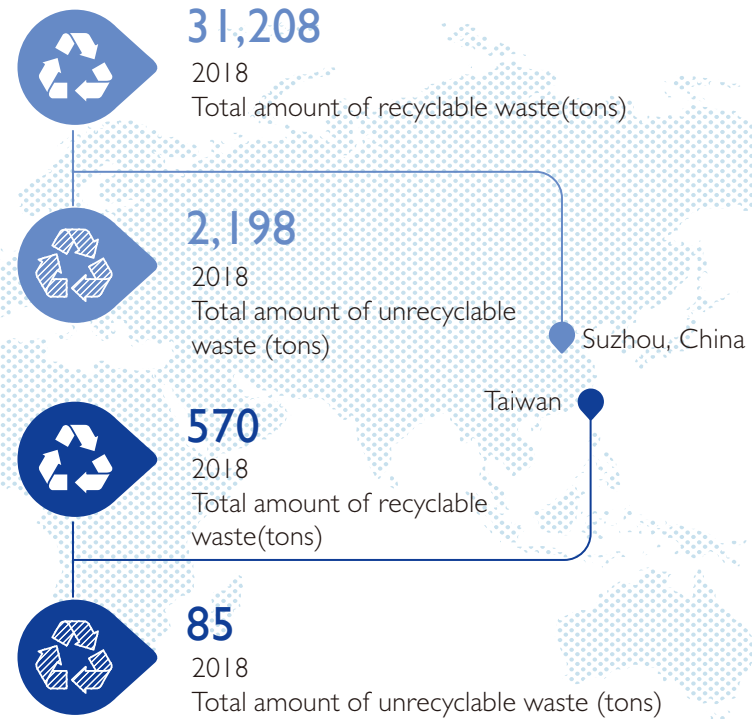 31,208
2018
Total amount of recyclable waste(tons)
2,198
2018
Total amount of unrecyclable
waste (tons)
Suzhou, China
Taiwan
570
2018
Total amount of recyclable
waste(tons)
85
2018
Total amount of unrecyclable waste (tons)